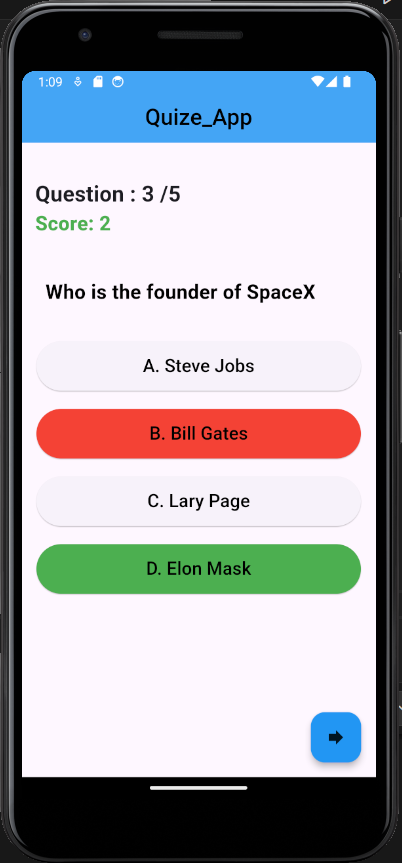 1:09
Quize_App
Question : 3 /5
Score: 2
Who is the founder of SpaceX
A. Steve Jobs
B. Bill Gates
C. Lary Page
D. Elon Mask